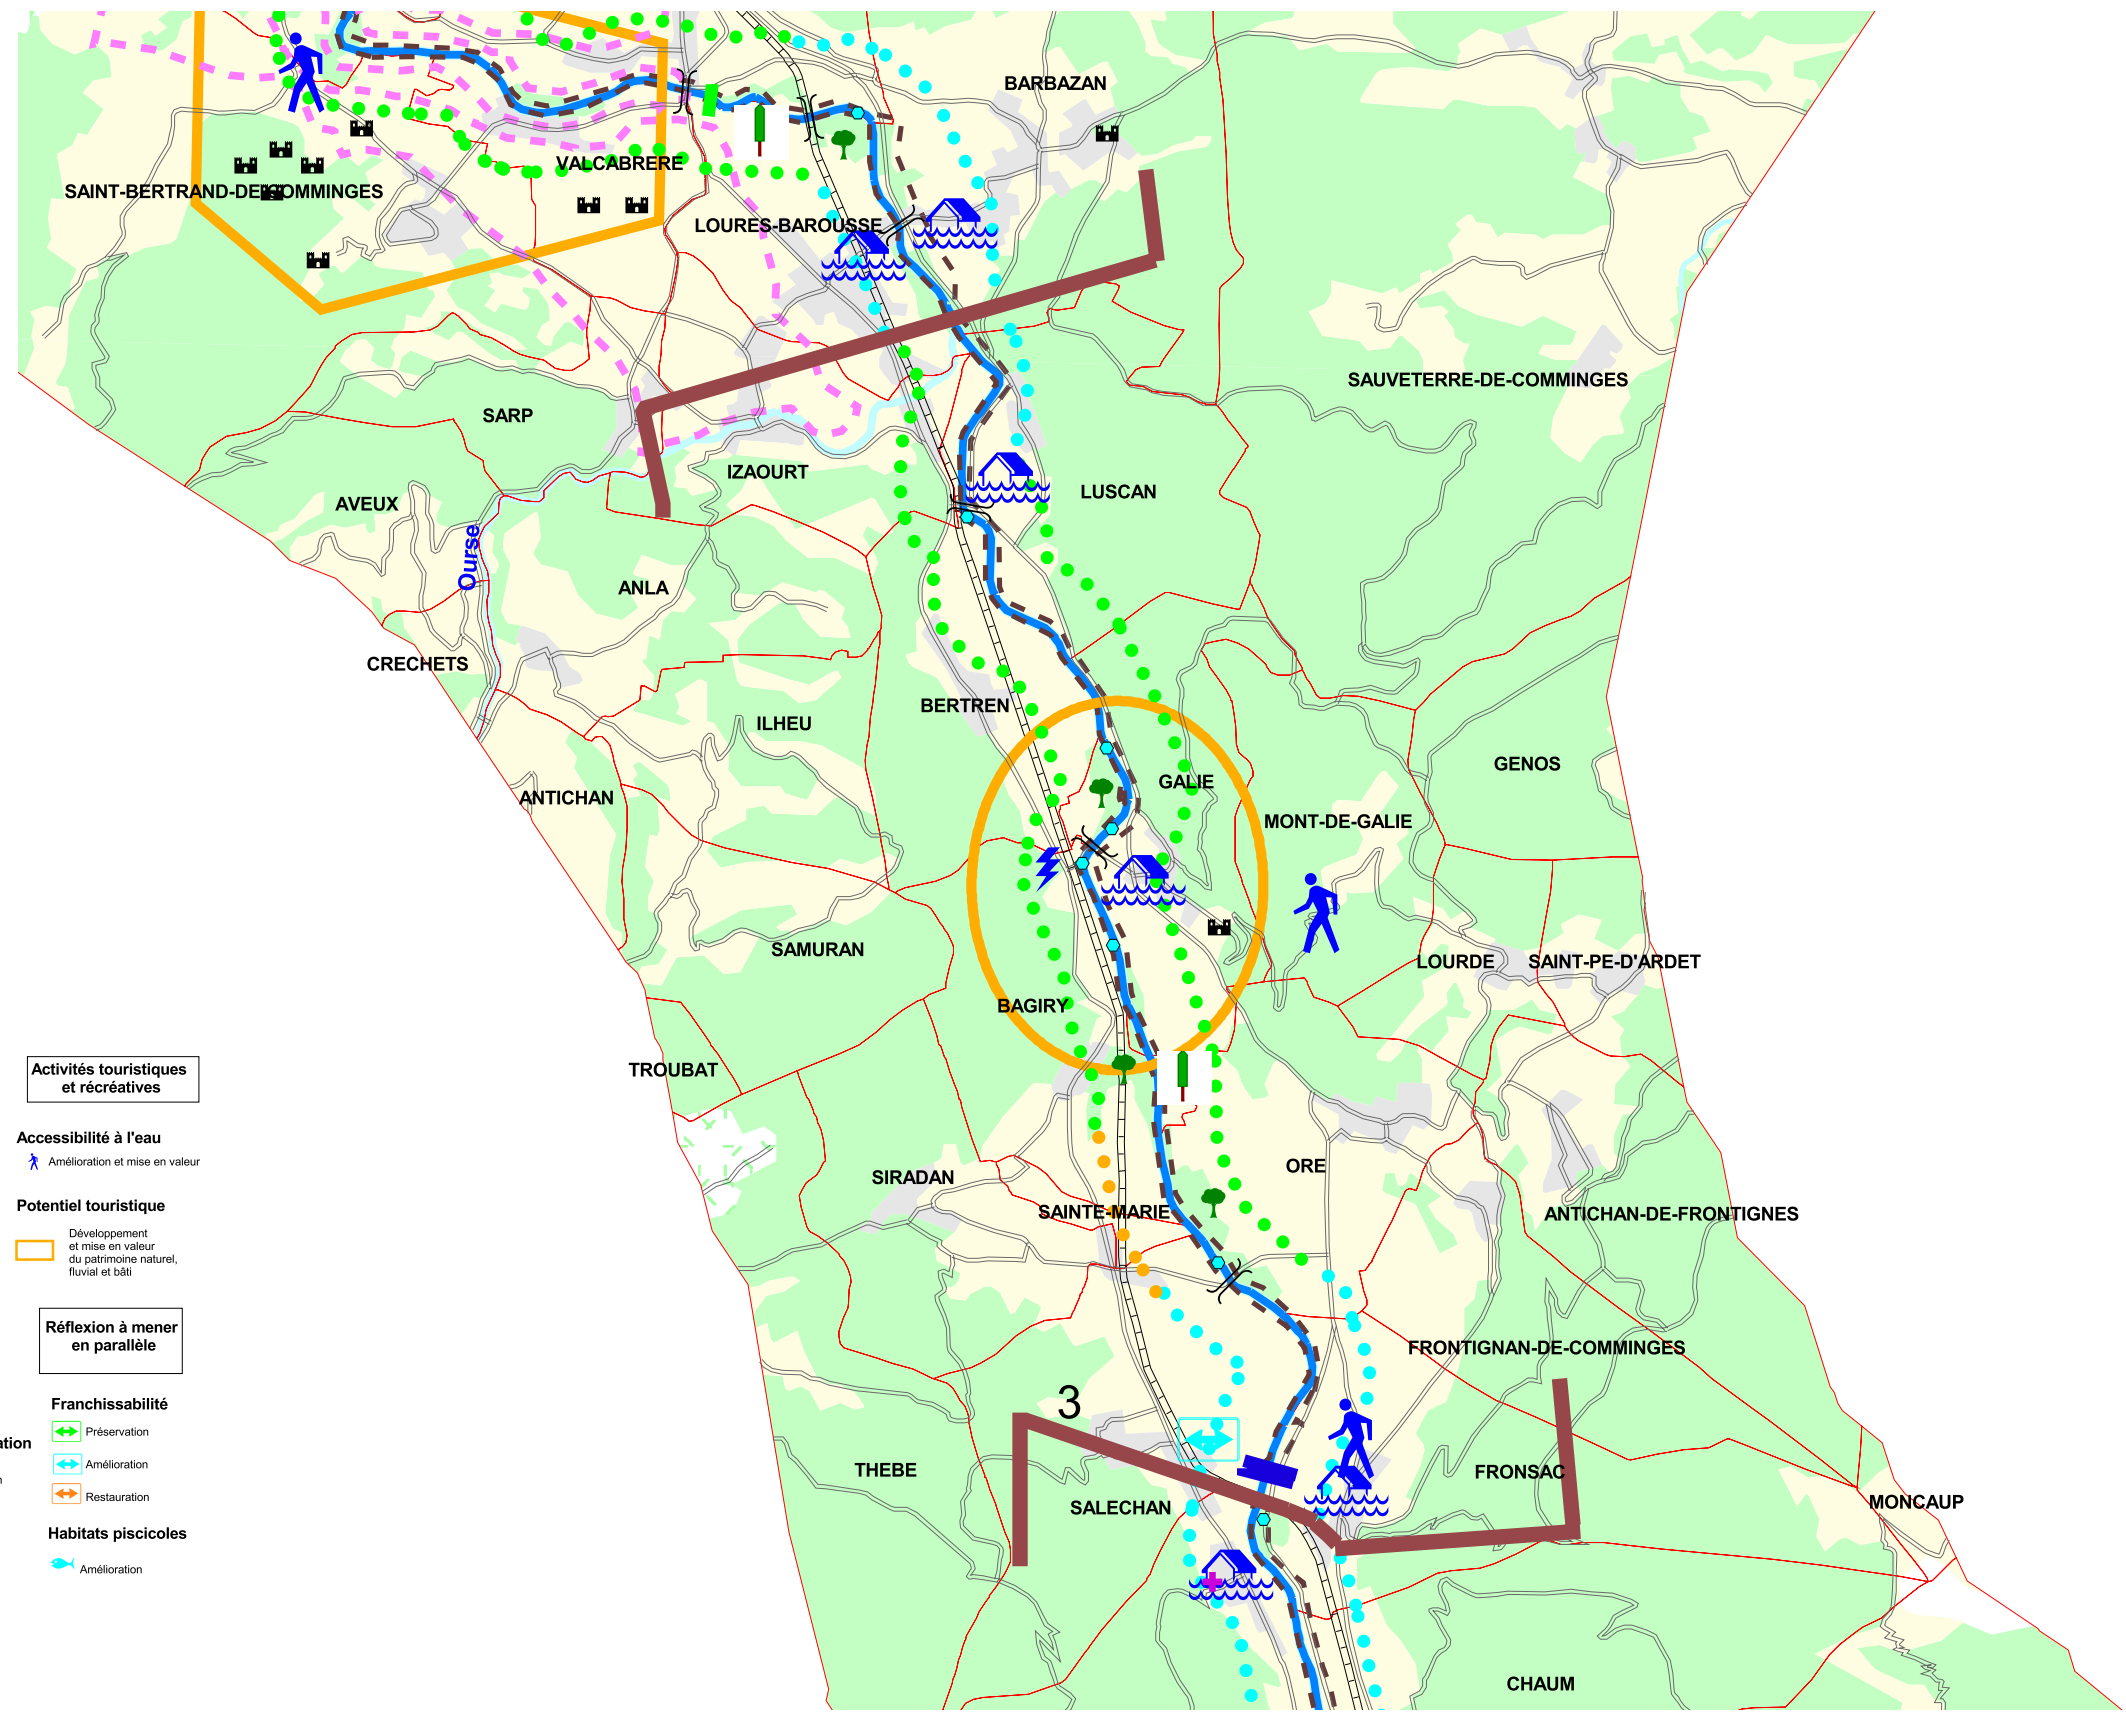 BARBAZAN
VALCABRERE
SAINT-BERTRAND-DE-COMMINGES
LOURES-BAROUSSE
SAUVETERRE-DE-COMMINGES
SARP
IZAOURT
LUSCAN
AVEUX
Ourse
ANLA
CRECHETS
BERTREN
ILHEU
GENOS
GALIE
ANTICHAN
MONT-DE-GALIE
SAMURAN
LOURDE
SAINT-PE-D'ARDET
BAGIRY
TROUBAT
ORE
SIRADAN
SAINTE-MARIE
ANTICHAN-DE-FRONTIGNES
FRONTIGNAN-DE-COMMINGES
3
THEBE
FRONSAC
SALECHAN
MONCAUP
CHAUM
Activités touristiques
et récréatives
Accessibilité à l'eau
Amélioration et mise en valeur
Potentiel touristique
Développement
et mise en valeur
du patrimoine naturel,
fluvial et bâti
Réflexion à mener
en parallèle
Franchissabilité
Préservation
Amélioration
Restauration
Habitats piscicoles
Amélioration